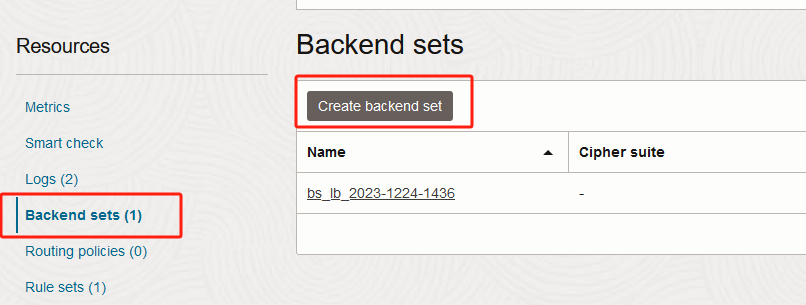 Resources
Metrics
Smart check
Logs (2)
Backend sets (1)
Routing policies (0)
Rule sets (1)
Backend sets
Create backend set
Name Cipher suite
bs_lb_2023-1224-1436 -